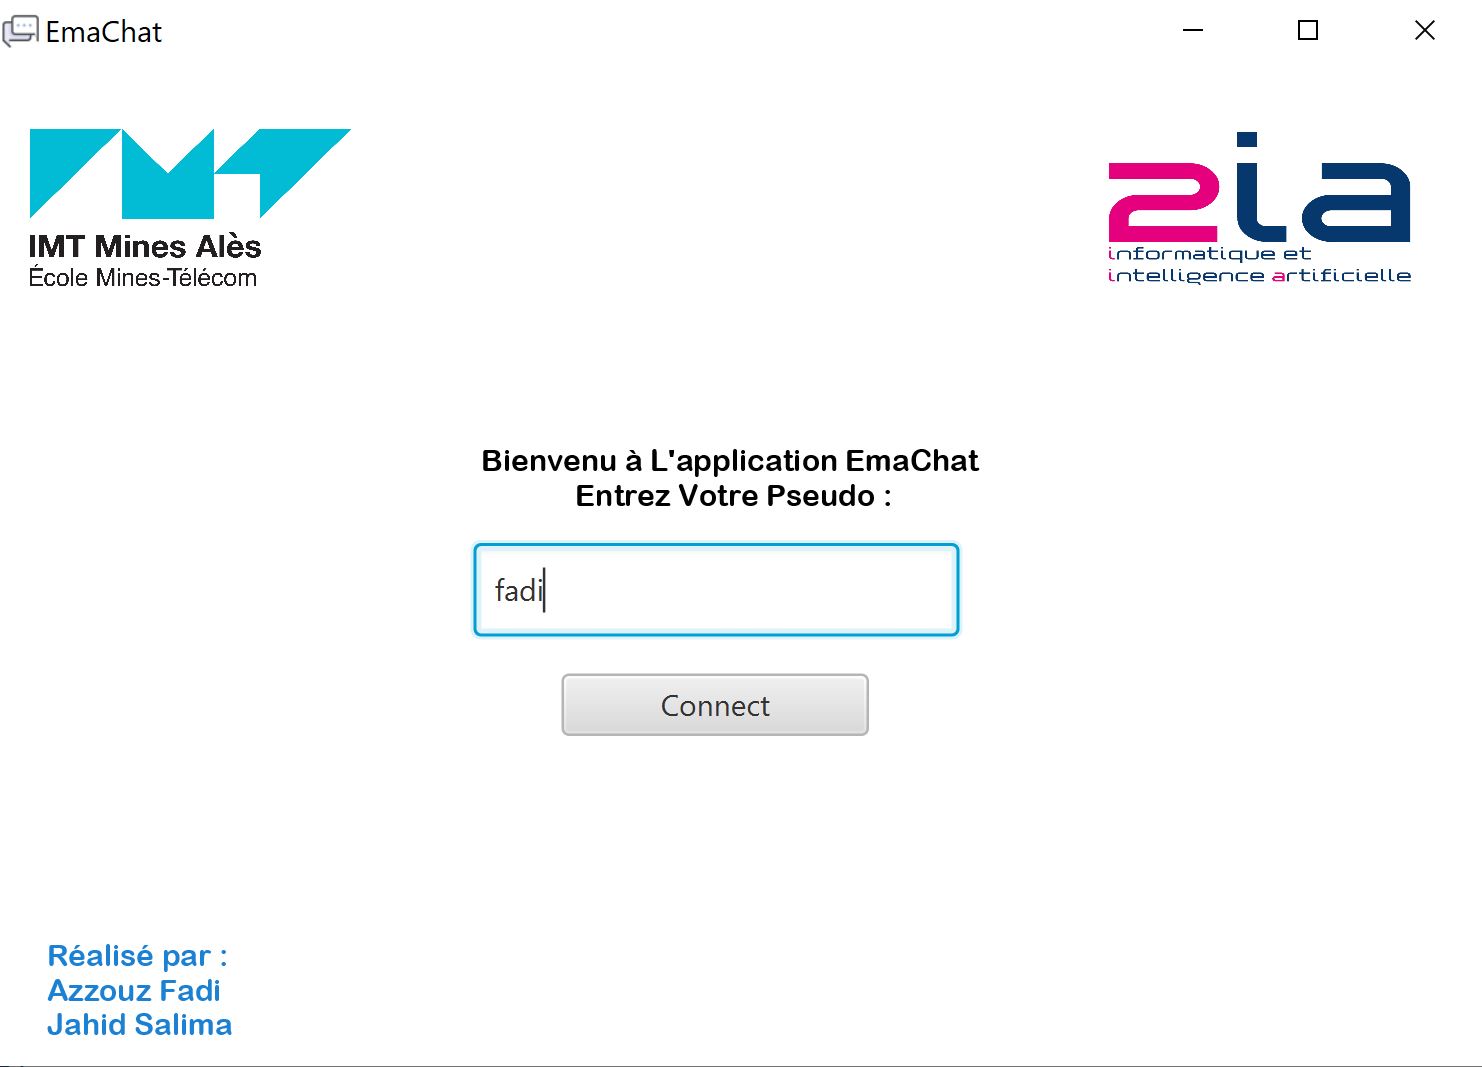 EmaChat
IMT Mines Alès
École Mines-Télécom
2ia
informatique et
intelligence artificielle
Bienvenu à L'application EmaChat
Entrez Votre Pseudo :
fadi
Connect
Réalisé par :
Azzouz Fadi
Jahid Salima